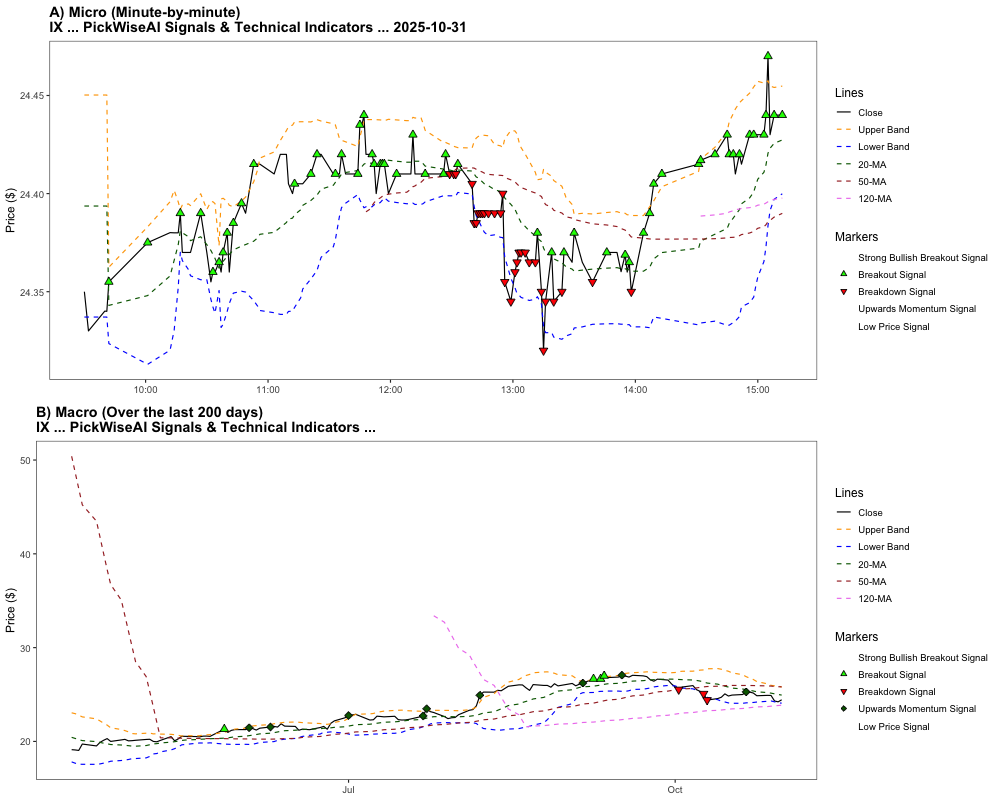 A) Micro (Minute-by-minute)
IX ... PickWiseAI Signals & Technical Indicators ... 2025-10-31
Price ($)
24.45
24.40
24.35
10:00
11:00
12:00
13:00
14:00
15:00
Lines
Close
Upper Band
Lower Band
20-MA
50-MA
120-MA
Markers
Strong Bullish Breakout Signal
Breakout Signal
Breakdown Signal
Upwards Momentum Signal
Low Price Signal
B) Macro (Over the last 200 days)
IX ... PickWiseAI Signals & Technical Indicators ...
Price ($)
50
40
30
20
Jul
Oct
Lines
Close
Upper Band
Lower Band
20-MA
50-MA
120-MA
Markers
Strong Bullish Breakout Signal
Breakout Signal
Breakdown Signal
Upwards Momentum Signal
Low Price Signal